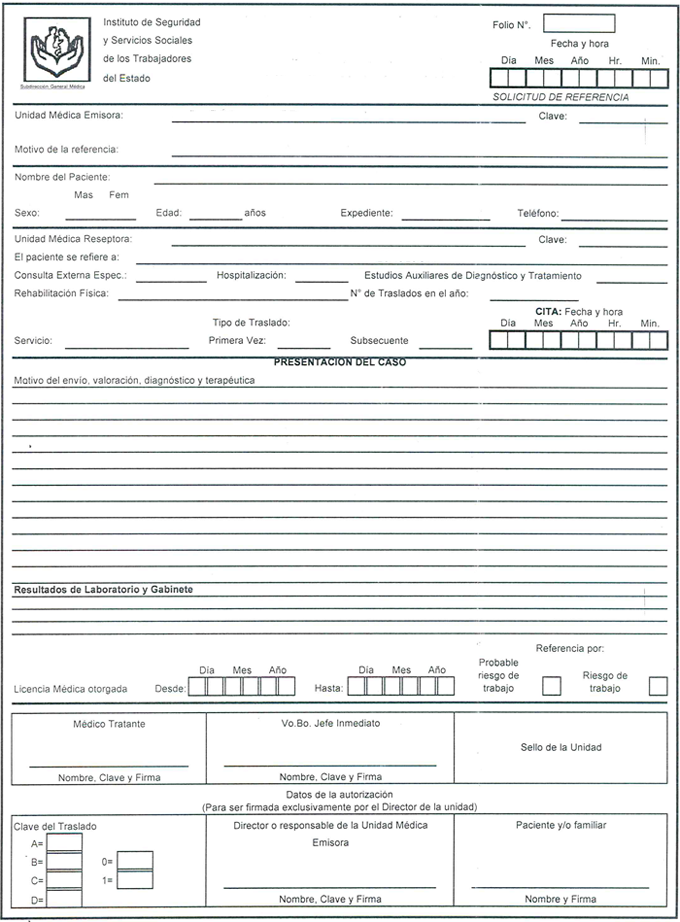 Instituto de Seguridad
y Servicios Sociales
de los Trabajadores
del Estado
Subdirección General Médica
Folio N°.
Fecha y hora
Día Mes Año Hr. Min.
SOLICITUD DE REFERENCIA
Unidad Médica Emisora: Clave:
Motivo de la referencia:
Nombre del Paciente:
Mas Fem
Sexo: Edad: años Expediente: Teléfono:
Unidad Médica Reseptora: Clave:
El paciente se refiere a:
Consulta Externa Espec.: Hospitalización: Estudios Auxiliares de Diagnóstico y Tratamiento
Rehabilitación Física: N° de Traslados en el año:
CITA: Fecha y hora
Tipo de Traslado: Día Mes Año Hr. Min.
Servicio: Primera Vez: Subsecuente
PRESENTACION DEL CASO
Motivo del envío, valoración, diagnóstico y terapéutica
Resultados de Laboratorio y Gabinete
Referencia por:
Día Mes Año Día Mes Año
Probable
riesgo de
trabajo
Riesgo de
trabajo
Licencia Médica otorgada Desde: Hasta:
Médico Tratante Vo.Bo. Jefe Inmediato
Sello de la Unidad
Nombre, Clave y Firma Nombre, Clave y Firma
Datos de la autorización
(Para ser firmada exclusivamente por el Director de la unidad)
Clave del Traslado Director o responsable de la Unidad Médica Paciente y/o familiar
Emisora
A=
B= 0=
C= 1=
D=
Nombre, Clave y Firma Nombre y Firma